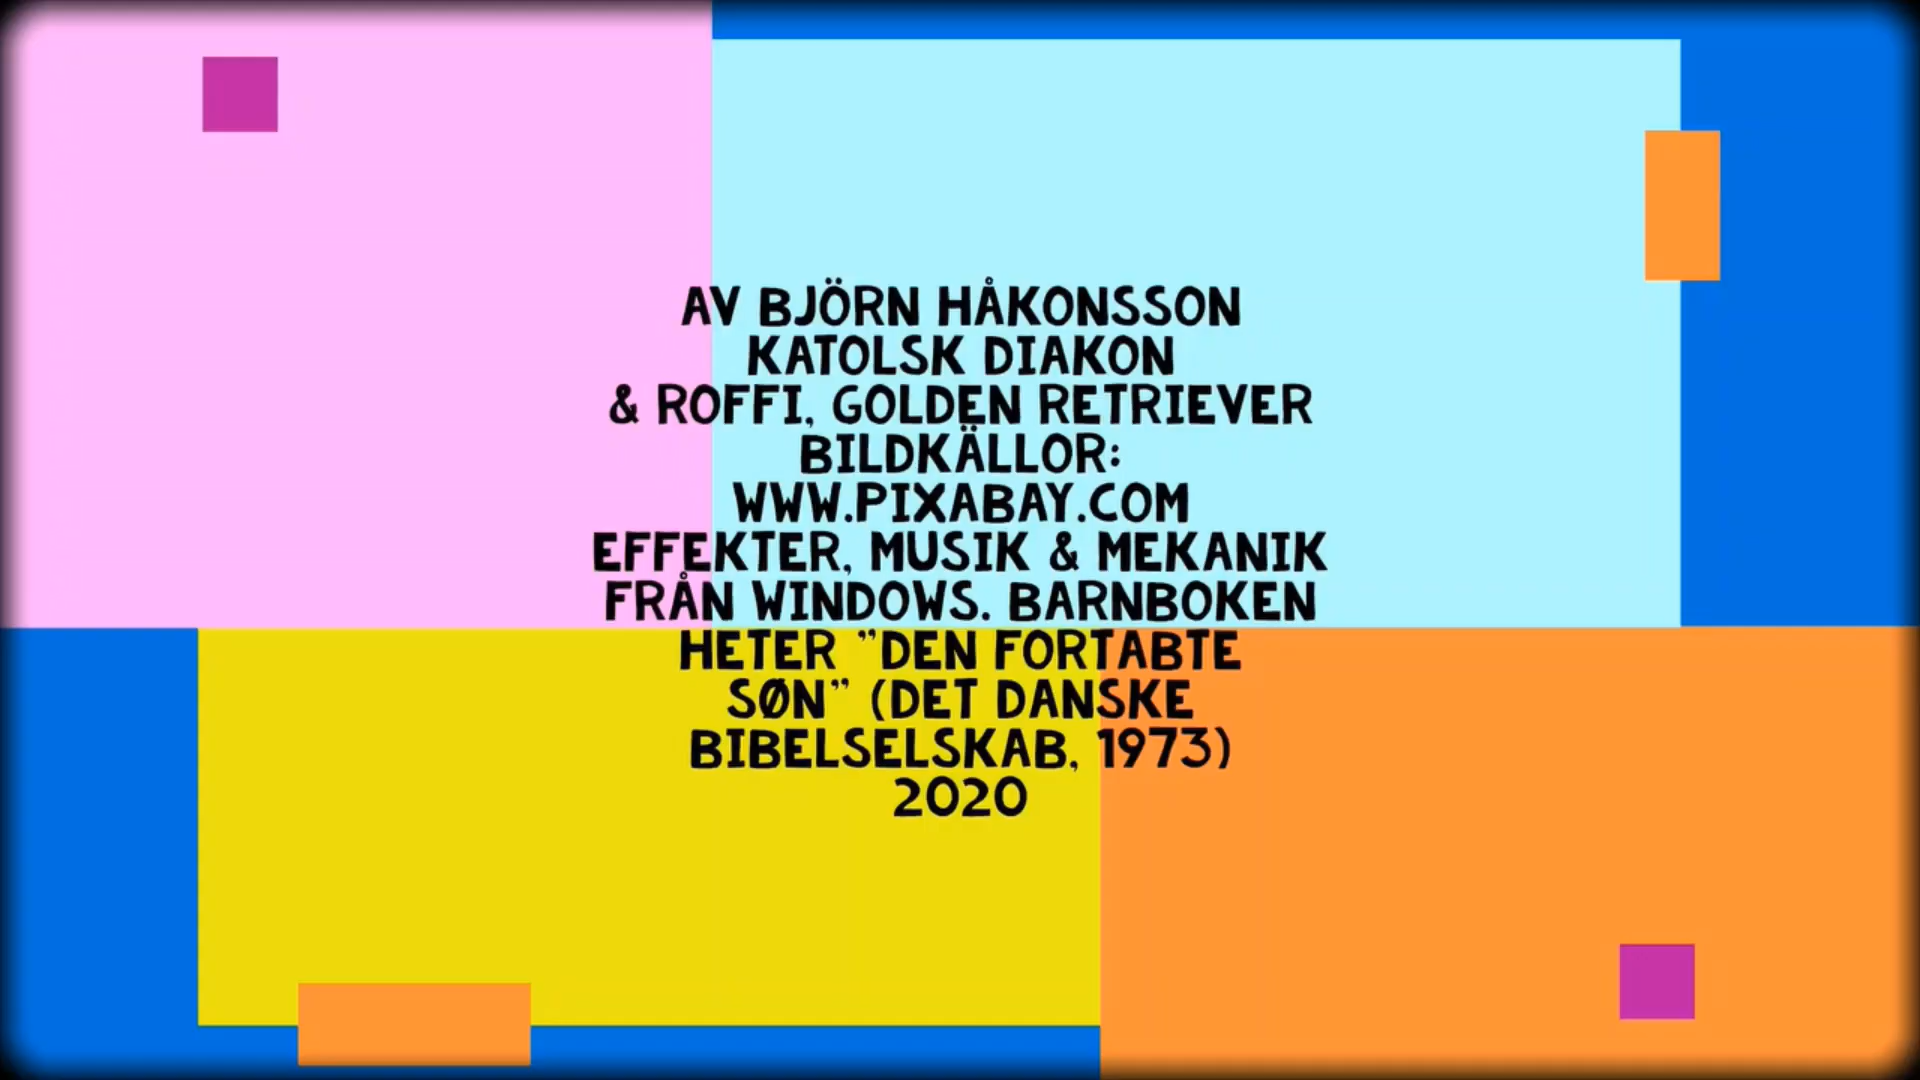 AV BJÖRN HÅKONSSON
KATOLSK DIAKON
& ROFFI, GOLDEN RETRIEVER
BILDKÄLLOR:
WWW.PIXABAY.COM
EFFEKTER, MUSIK & MEKANIK
FRÅN WINDOWS. BARNBOKEN
HETER ”DEN FORTABTE
SØN” (DET DANSKE
BIBELSELSKAB, 1973)
2020